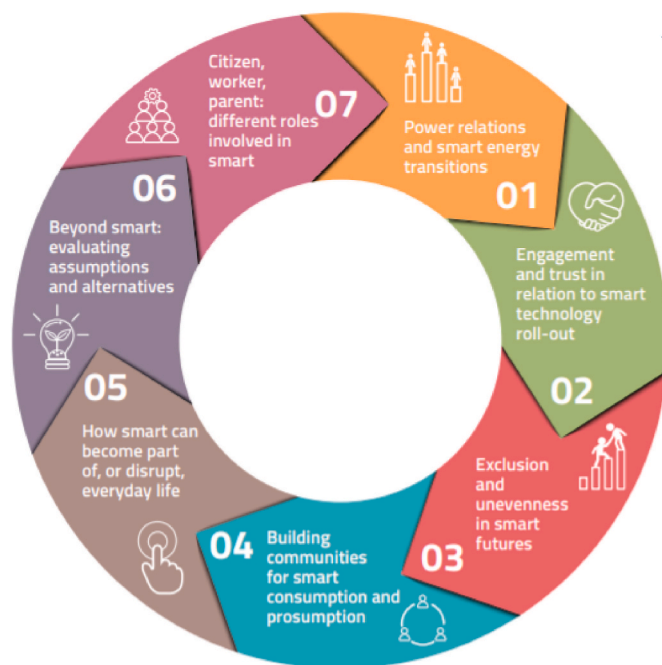 Power relations
and smart energy
transitions
01
Engagement
and trust in
relation to smart
technology
roll-out
02
Exclusion
and
unevenness
in smart
futures
03
04
Building
communities
for smart
consumption and
prosumption
05
How smart can
become part
of, or disrupt,
everyday life
06
Beyond smart:
evaluating
assumptions
and alternatives
Citizen,
worker,
parent:
different roles
involved in
smart
07